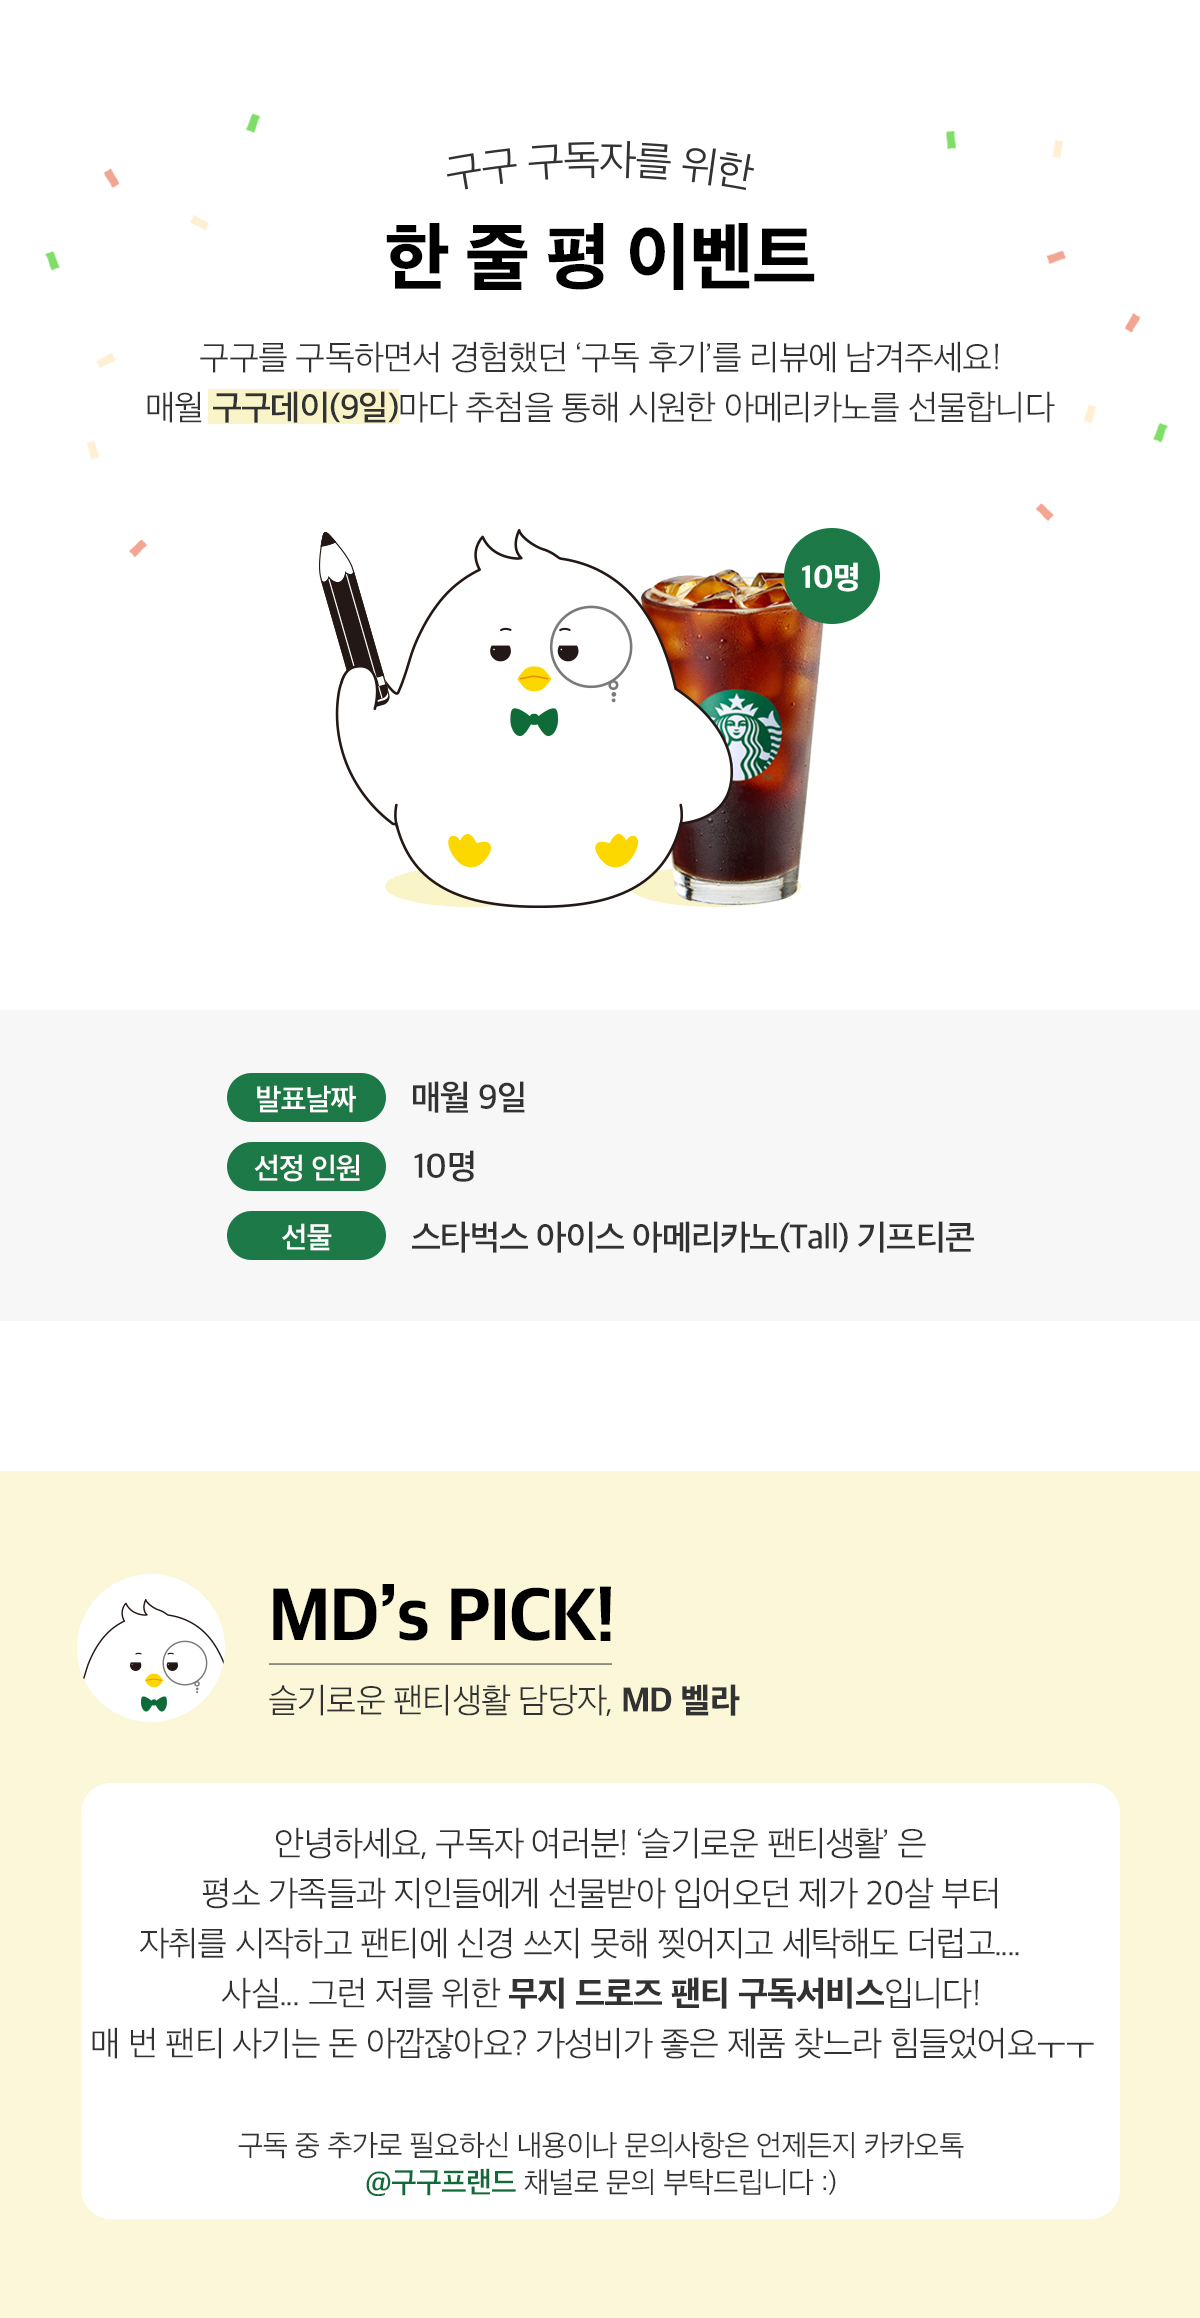 구구 구독자를 위한
한 줄 평 이벤트
구구를 구독하면서 경험했던 ‘구독 후기’를 리뷰에 남겨주세요!
매월 구구데이(9일)마다 추첨을 통해 시원한 아메리카노를 선물합니다
10명
발표날짜 매월 9일
선정 인원 10명
선물 스타벅스 아이스 아메리카노(Tall) 기프티콘
MD’s PICK!
슬기로운 팬티생활 담당자, MD 벨라
안녕하세요, 구독자 여러분! ‘슬기로운 팬티생활’ 은
평소 가족들과 지인들에게 선물받아 입어오던 제가 20살 부터
자취를 시작하고 팬티에 신경 쓰지 못해 찢어지고 세탁해도 더럽고....
사실... 그런 저를 위한 무지 드로즈 팬티 구독서비스입니다!
매 번 팬티 사기는 돈 아깝잖아요? 가성비가 좋은 제품 찾느라 힘들었어요ㅜㅜ
구독 중 추가로 필요하신 내용이나 문의사항은 언제든지 카카오톡
@구구프랜드 채널로 문의 부탁드립니다 :)